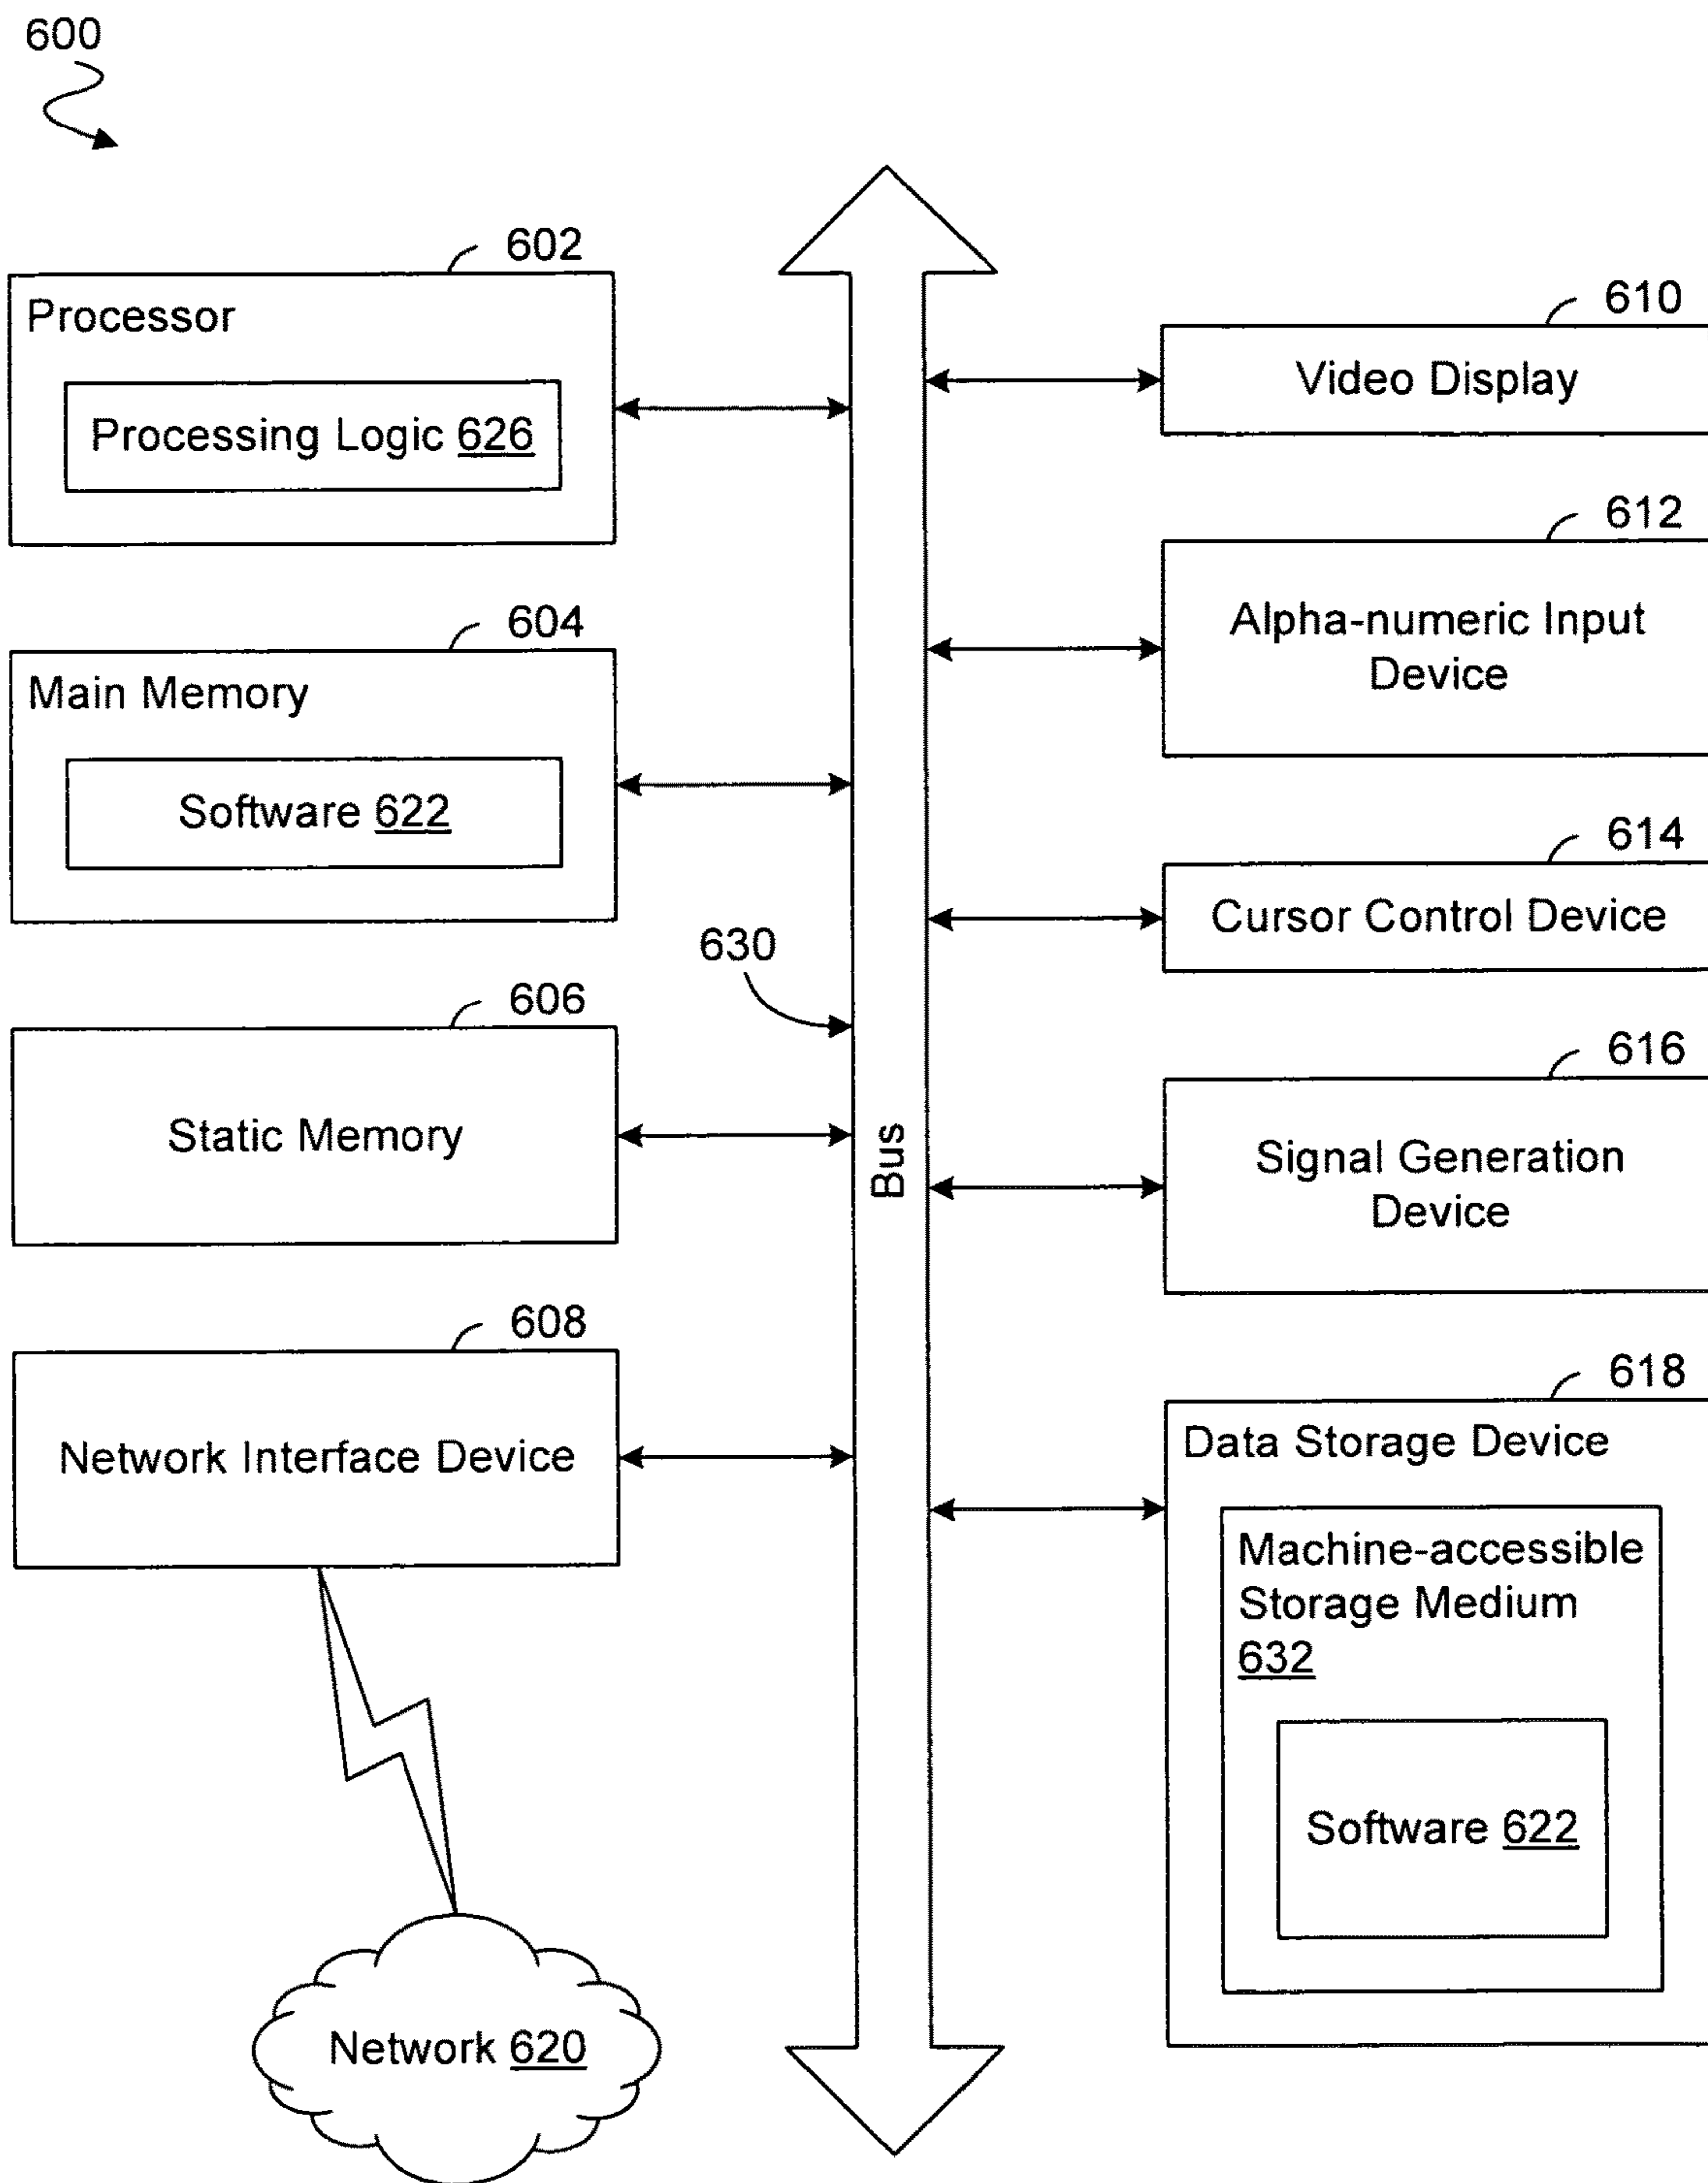 600
602
Processor
Processing Logic 626
604
Main Memory
Software 622
630
606
Static Memory
608
Network Interface Device
Network 620
Bus
610
Video Display
612
Alpha-numeric Input
Device
614
Cursor Control Device
616
Signal Generation
Device
618
Data Storage Device
Machine-accessible
Storage Medium
632
Software 622